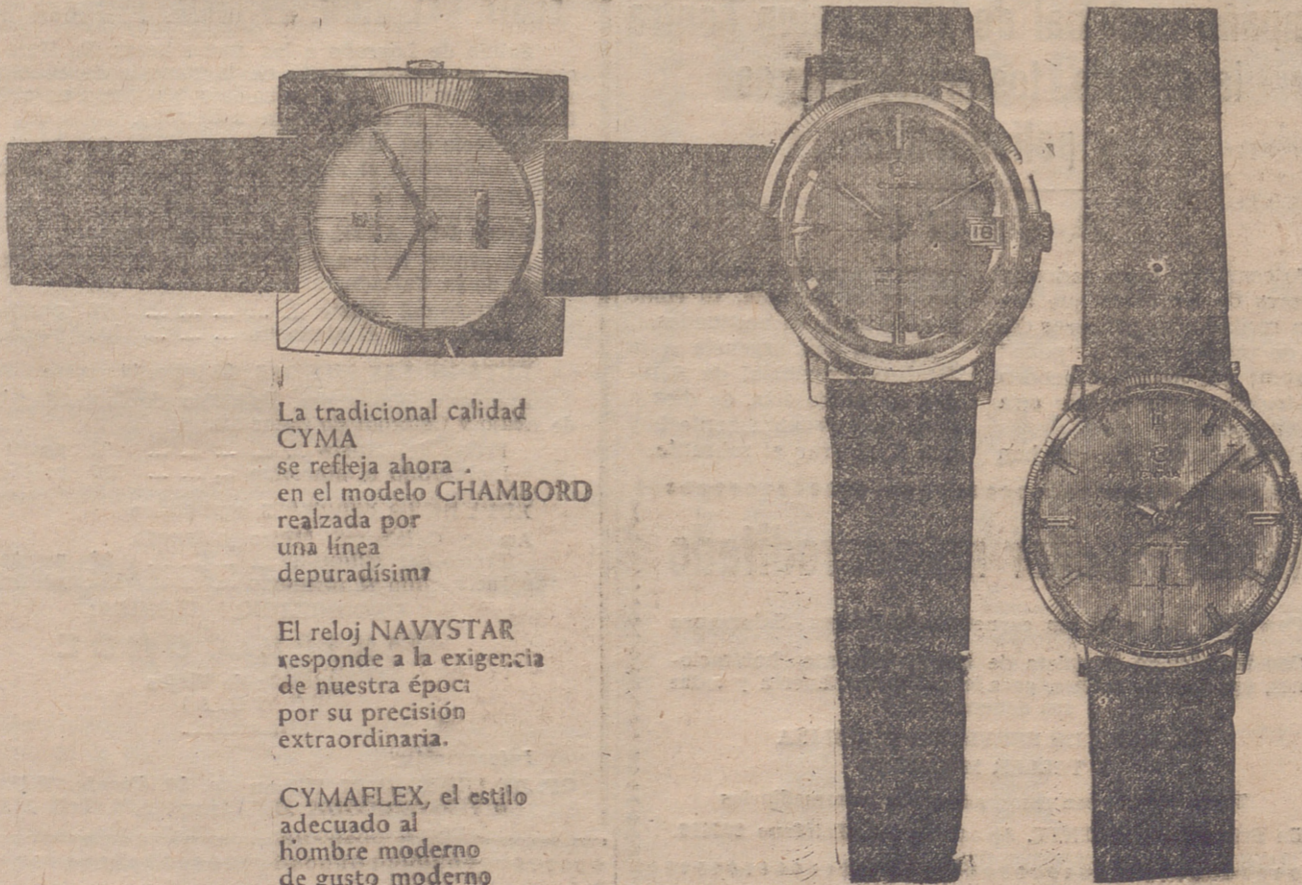 18
La tradicional calidad
CYMA
se refleja ahora .
en el modelo CHAMBORD
realzada por
una línea
depuradísima
El reloj NAVYSTAR
responde a la exigencia
de nuestra época
por su precisión
extraordinaria.
CYMAFLEX, el estilo
adecuado al
hombre moderno
de gusto moderno